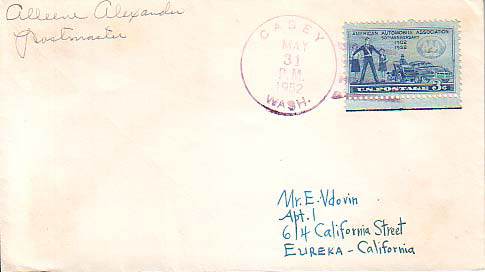 Alleene Alexander
Postmaster
CASEY
MAY
31
P.M.
1952
WASH.
AMERICAN AUTOMOBILE ASSOCIATION
50TH ANNIVERSARY
1902
1952
U.S. POSTAGE 3¢
Mr. E. Vdovin
Apt. 1
614 California Street
EUREKA - California